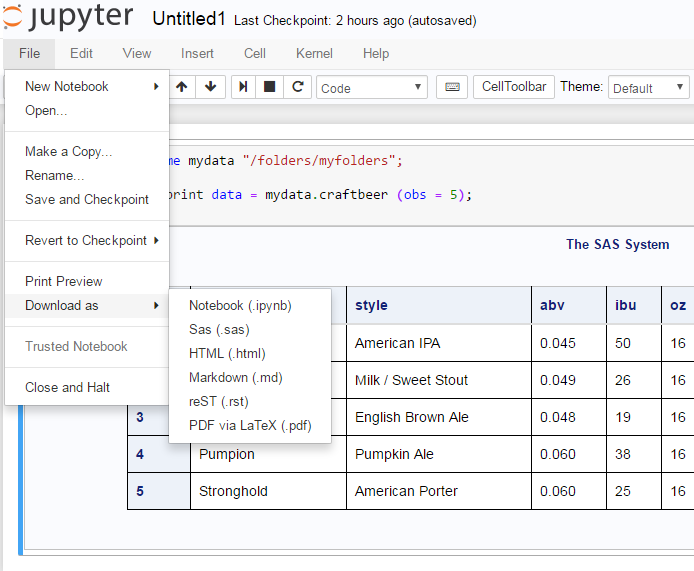 jupyter Untitled1 Last Checkpoint: 2 hours ago (autosaved)
File Edit View Insert Cell Kernel Help
Code CellToolbar Theme: Default
New Notebook
Open...
Make a Copy...
Rename...
Save and Checkpoint
Revert to Checkpoint
Print Preview
Download as
Trusted Notebook
Close and Halt
Notebook (.ipynb)
Sas (.sas)
HTML (.html)
Markdown (.md)
reST (.rst)
PDF via LaTeX (.pdf)
me mydata "/folders/myfolders";
print data = mydata.craftbeer (obs = 5);
The SAS System
style abv ibu oz
American IPA 0.045 50 16
Milk / Sweet Stout 0.049 26 16
3 English Brown Ale 0.048 19 16
4 Pumpion Pumpkin Ale 0.060 38 16
5 Stronghold American Porter 0.060 25 16